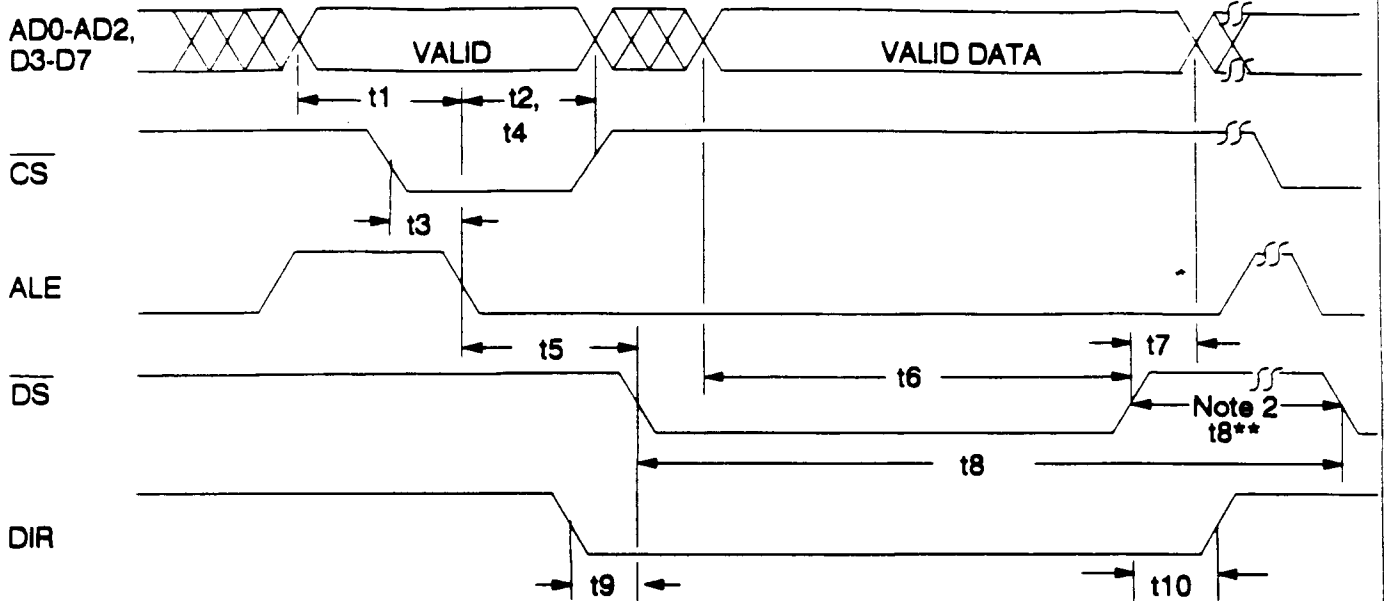 AD0-AD2,
D3-D7
VALID
VALID DATA
t1
t2,
t4
CS
t3
ALE
t5
t7
DS
t6
Note 2
t8**
t8
DIR
t9
t10